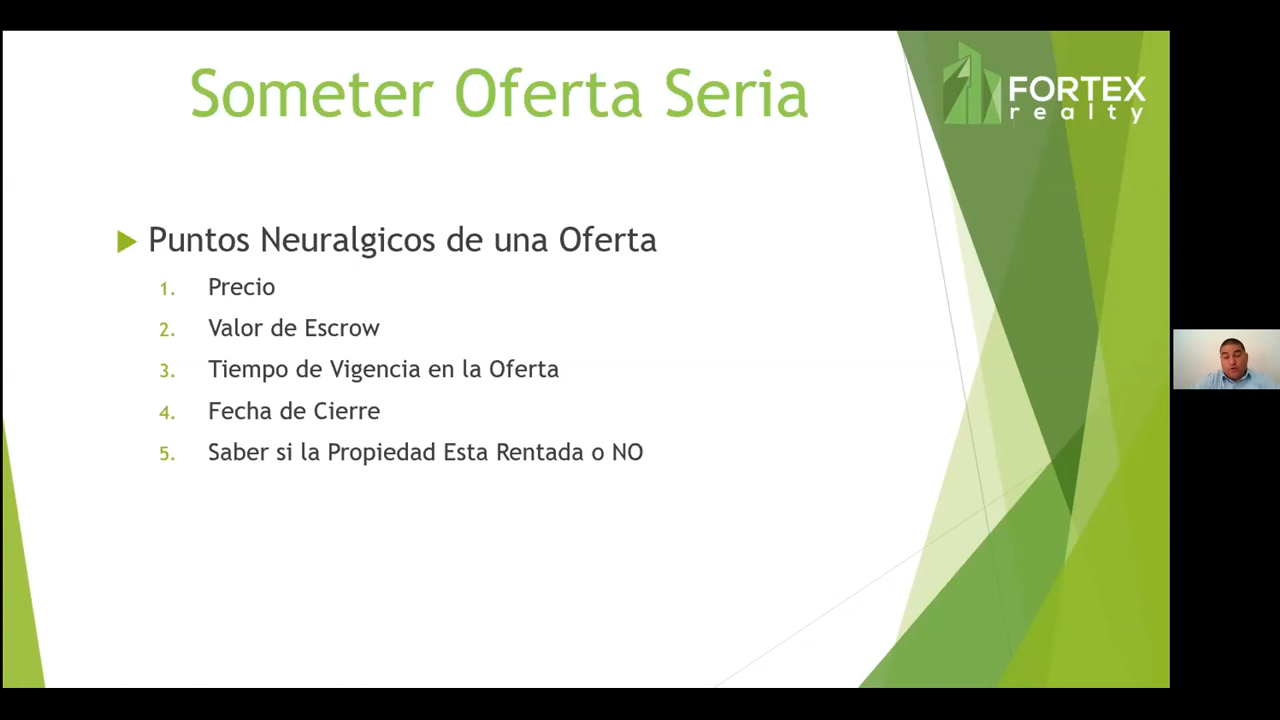 Someter Oferta Seria
FORTEX
realty
Puntos Neuralgicos de una Oferta
1. Precio
2. Valor de Escrow
3. Tiempo de Vigencia en la Oferta
4. Fecha de Cierre
5. Saber si la Propiedad Esta Rentada o NO